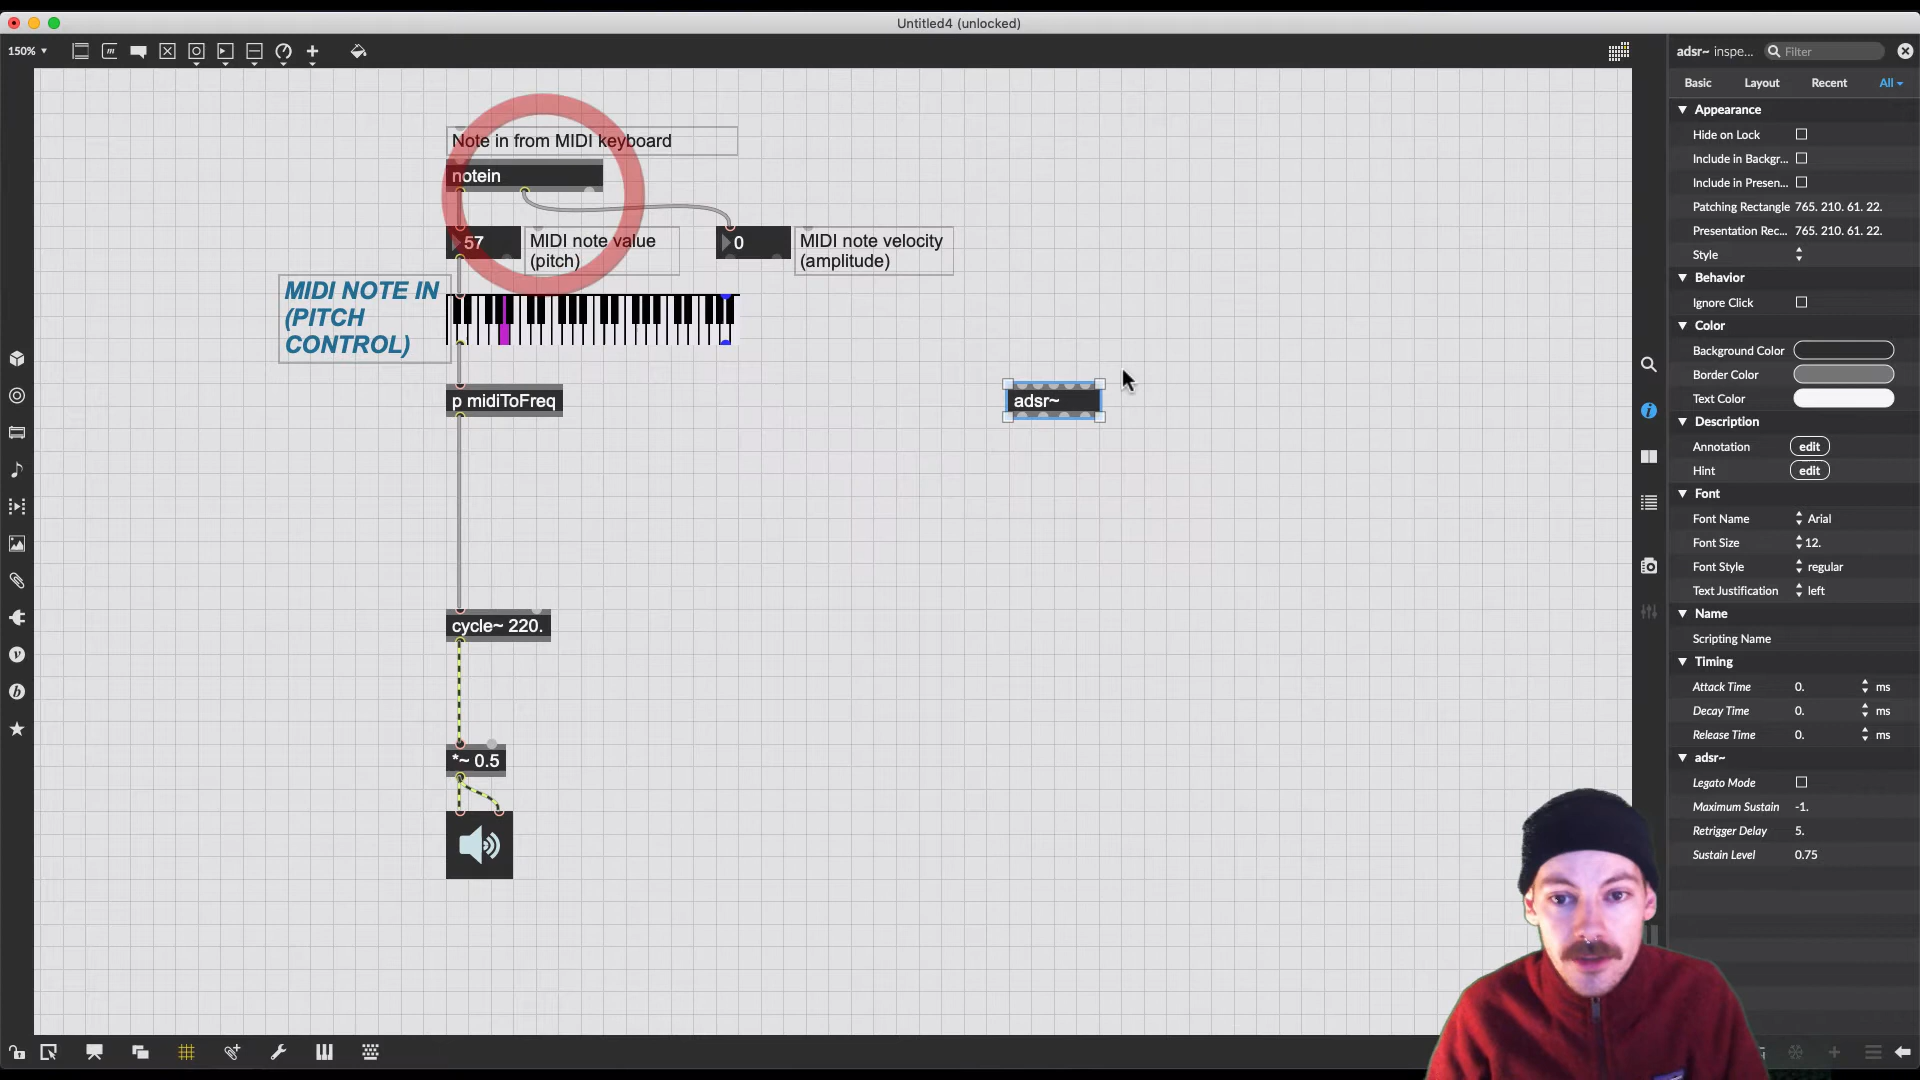 Untitled4 (unlocked)
150%
adsr~ inspe...
Filter
Basic
Layout
Recent
All
Appearance
Hide on Lock
Include in Backgr...
Include in Presen...
Patching Rectangle 765. 210. 61. 22.
Presentation Rec... 765. 210. 61. 22.
Style
Behavior
Ignore Click
Color
Background Color
Border Color
Text Color
Description
Annotation edit
Hint edit
Font
Font Name Arial
Font Size 12.
Font Style regular
Text Justification left
Name
Scripting Name
Timing
Attack Time 0. ms
Decay Time 0. ms
Release Time 0. ms
adsr~
Legato Mode
Maximum Sustain -1.
Retrigger Delay 5.
Sustain Level 0.75
Note in from MIDI keyboard
notein
57
MIDI note value
(pitch)
0
MIDI note velocity
(amplitude)
MIDI NOTE IN
(PITCH
CONTROL)
p midiToFreq
adsr~
cycle~ 220.
*~ 0.5